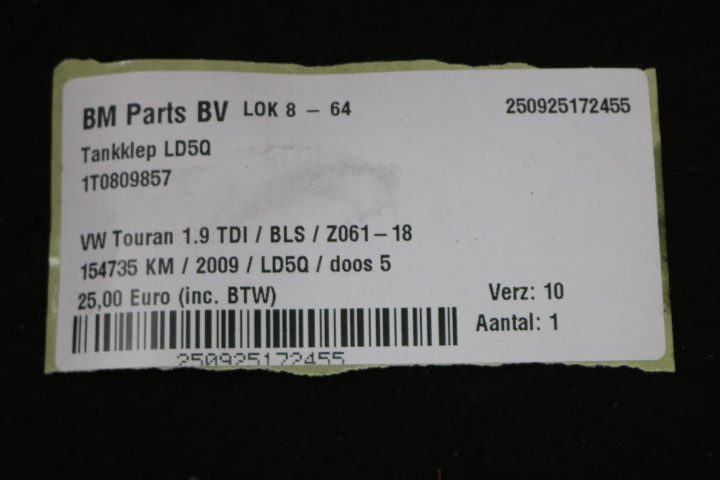 BM Parts BV LOK 8 - 64 250925172455
Tankklep LD5Q
1T0809857
VW Touran 1.9 TDI / BLS / Z061-18
154735 KM / 2009 / LD5Q / doos 5
25,00 Euro (inc. BTW) Verz: 10
Aantal: 1
250925172455